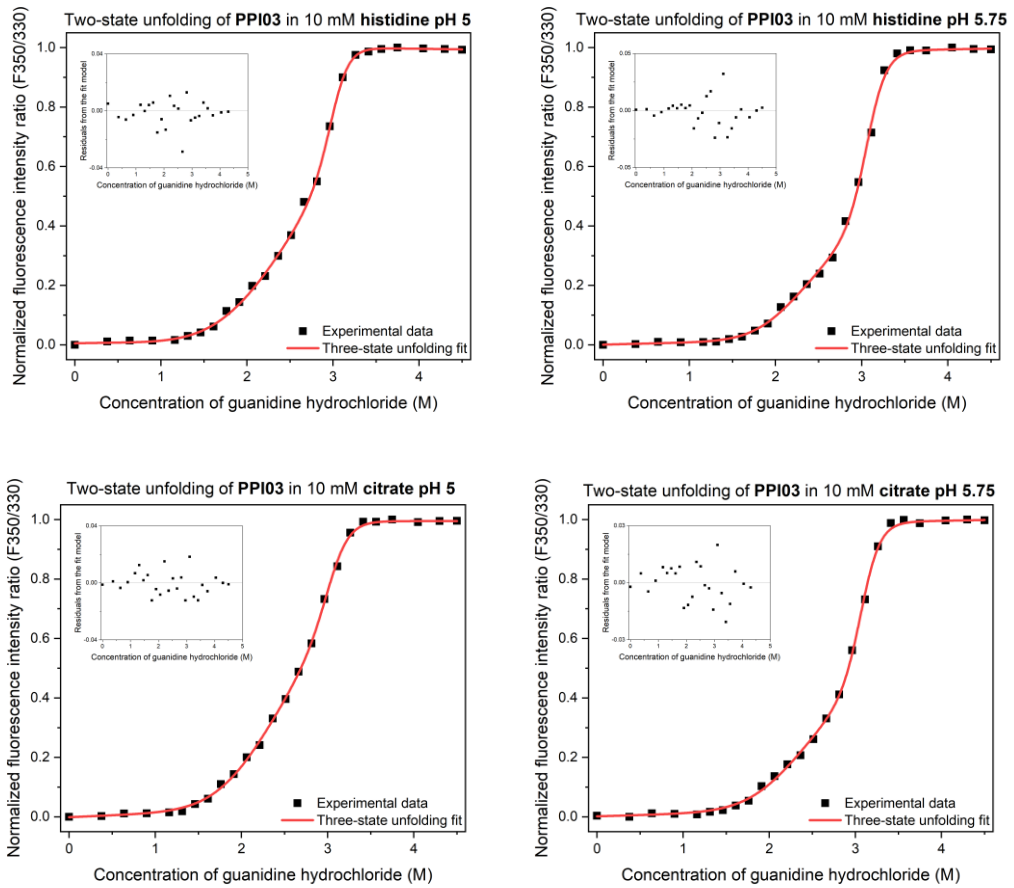 Two-state unfolding of PPI03 in 10 mM histidine pH 5
Normalized fluorescence intensity ratio (F350/330)
1.0
0.8
0.6
0.4
0.2
0.0
0
1
2
3
4
Concentration of guanidine hydrochloride (M)
Experimental data
Three-state unfolding fit
Residuals from the fit model
0.04
0.00
-0.04
0
1
2
3
4
5
Concentration of guanidine hydrochloride (M)
Two-state unfolding of PPI03 in 10 mM histidine pH 5.75
Normalized fluorescence intensity ratio (F350/330)
1.0
0.8
0.6
0.4
0.2
0.0
0
1
2
3
4
Concentration of guanidine hydrochloride (M)
Experimental data
Three-state unfolding fit
Residuals from the fit model
0.05
0.00
-0.05
0
1
2
3
4
5
Concentration of guanidine hydrochloride (M)
Two-state unfolding of PPI03 in 10 mM citrate pH 5
Normalized fluorescence intensity ratio (F350/330)
1.0
0.8
0.6
0.4
0.2
0.0
0
1
2
3
4
Concentration of guanidine hydrochloride (M)
Experimental data
Three-state unfolding fit
Residuals from the fit model
0.04
0.00
-0.04
0
1
2
3
4
5
Concentration of guanidine hydrochloride (M)
Two-state unfolding of PPI03 in 10 mM citrate pH 5.75
Normalized fluorescence intensity ratio (F350/330)
1.0
0.8
0.6
0.4
0.2
0.0
0
1
2
3
4
Concentration of guanidine hydrochloride (M)
Experimental data
Three-state unfolding fit
Residuals from the fit model
0.03
0.00
-0.03
0
1
2
3
4
5
Concentration of guanidine hydrochloride (M)